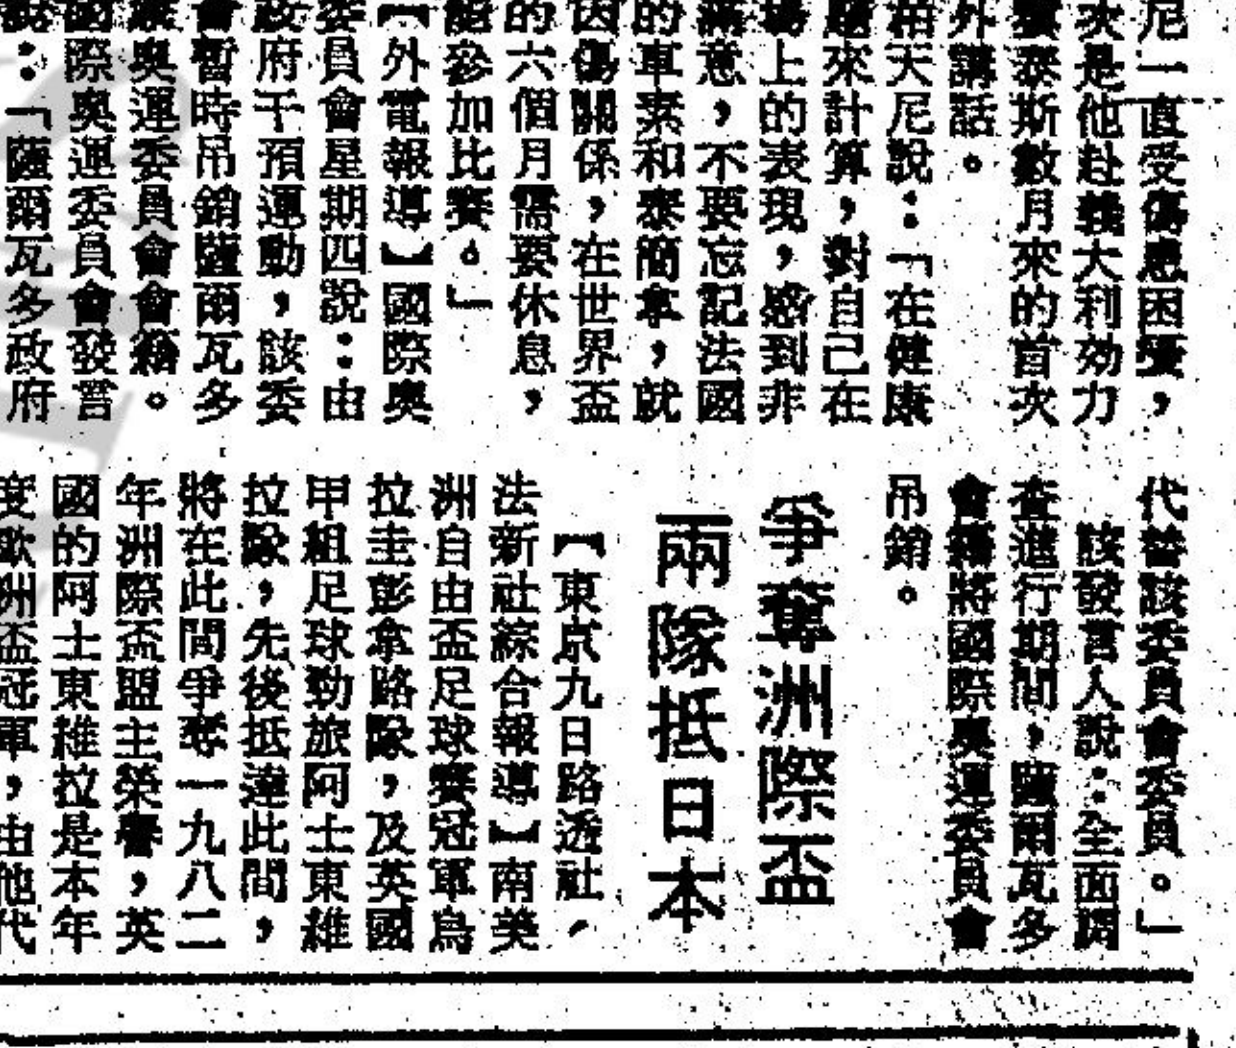 尼一直受傷患困擾，
次是他赴義大利効力
泰斯數月來的首次
外講話。
柏天尼說：「在健康
題來計算，對自己在
場上的表現，感到非
滿意，不要忘記法國
的車素和泰簡拿，就
因傷關係，在世界盃
的六個月需要休息，
能參加比賽。」
【外電報導】國際奧
委員會星期四說：由
府干預運動，該委
會暫時吊銷薩爾瓦多
奧運委員會會籍。
國際奧運委員會發言
：「薩爾瓦多政府
代替該委員會委員。」
該發言人說：全面調
查進行期間，薩爾瓦多
會籍將國際奧運委員會
吊銷。
爭奪洲際盃
兩隊抵日本
【東京九日路透社、
法新社綜合報導】南美
洲自由盃足球賽冠軍烏
拉圭彭拿路隊，及英國
甲組足球勁旅阿士東維
拉隊，先後抵達此間，
將在此間爭奪一九八二
年洲際盃盟主榮譽，英
國的阿士東維拉是本年
度歐洲盃冠軍，由他代